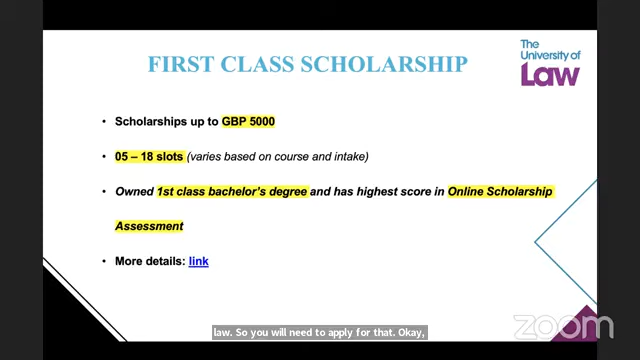 The
University of
Law
FIRST CLASS SCHOLARSHIP
• Scholarships up to GBP 5000
• 05 – 18 slots (varies based on course and intake)
• Owned 1st class bachelor's degree and has highest score in Online Scholarship
Assessment
• More details: link
zoom
law. So you will need to apply for that. Okay,